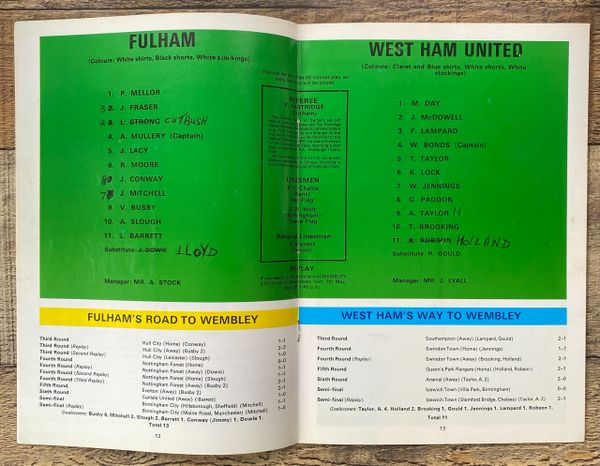 FULHAM
(Colours: White shirts, Black shorts, White stockings)
1. P. MELLOR
2. J. FRASER
3. L. STRONG CUTBUSH
4. A. MULLERY (Captain)
5. J. LACY
6. R. MOORE
8 J. CONWAY
7 J. MITCHELL
9. V. BUSBY
10. A. SLOUGH
11. L. BARRETT
Substitute: J. DOWIE LLOYD
Manager: MR. A. STOCK
REFEREE
P. PARTRIDGE
(Durham)
LINESMEN
Red Flag
(Birmingham)
Reserve Linesman
REPLAY
WEST HAM UNITED
(Colours: Claret and Blue shirts, White shorts, White
stockings)
1. M. DAY
2. J. McDOWELL
3. F. LAMPARD
4. W. BONDS (Captain)
5. T. TAYLOR
6. K. LOCK
7. W. JENNINGS
8. G. PADDON
9. A. TAYLOR
10. T. BROOKING
11. K. ROBSON HOLLAND
Substitute: R. GOULD
Manager: MR. J. LYALL
FULHAM'S ROAD TO WEMBLEY
Third Round Hull City (Home) (Conway) 1-1
Third Round (Replay) Hull City (Away) (Busby 2) 2-2
Third Round (Second Replay) Hull City (Leicester) (Slough) 1-0
Fourth Round Nottingham Forest (Home) 0-0
Fourth Round (Replay) Nottingham Forest (Away) (Dowie) 1-1
Fourth Round (Second Replay) Nottingham Forest (Home) (Slough) 1-1
Fourth Round (Third Replay) Nottingham Forest (Away) (Busby 2) 2-1
Fifth Round Everton (Away) (Busby 2) 2-1
Sixth Round Carlisle United (Away) (Barrett) 1-0
Semi-final Birmingham City (Hillsborough, Sheffield) (Mitchell) 1-1
Semi-final (Replay) Birmingham City (Maine Road, Manchester) (Mitchell) 1-0
Goalscorers: Busby 6, Mitchell 2, Slough 2, Barrett 1, Conway (Jimmy) 1, Dowie 1.
Total 13
13
WEST HAM'S WAY TO WEMBLEY
Third Round Southampton (Away) (Lampard, Gould) 2-1
Fourth Round Swindon Town (Home) (Jennings) 1-1
Fourth Round (Replay) Swindon Town (Away) (Brooking, Holland) 2-1
Fifth Round Queen's Park Rangers (Home) (Holland, Robson) 2-1
Sixth Round Arsenal (Away) (Taylor, A. 2) 2-0
Semi-final Ipswich Town (Villa Park, Birmingham) 0-0
Semi-final (Replay) Ipswich Town (Stamford Bridge, Chelsea) (Taylor, A. 2) 2-1
Goalscorers: Taylor, A. 4, Holland 2, Brooking 1, Gould 1, Jennings 1, Lampard 1, Robson 1.
Total 11
13